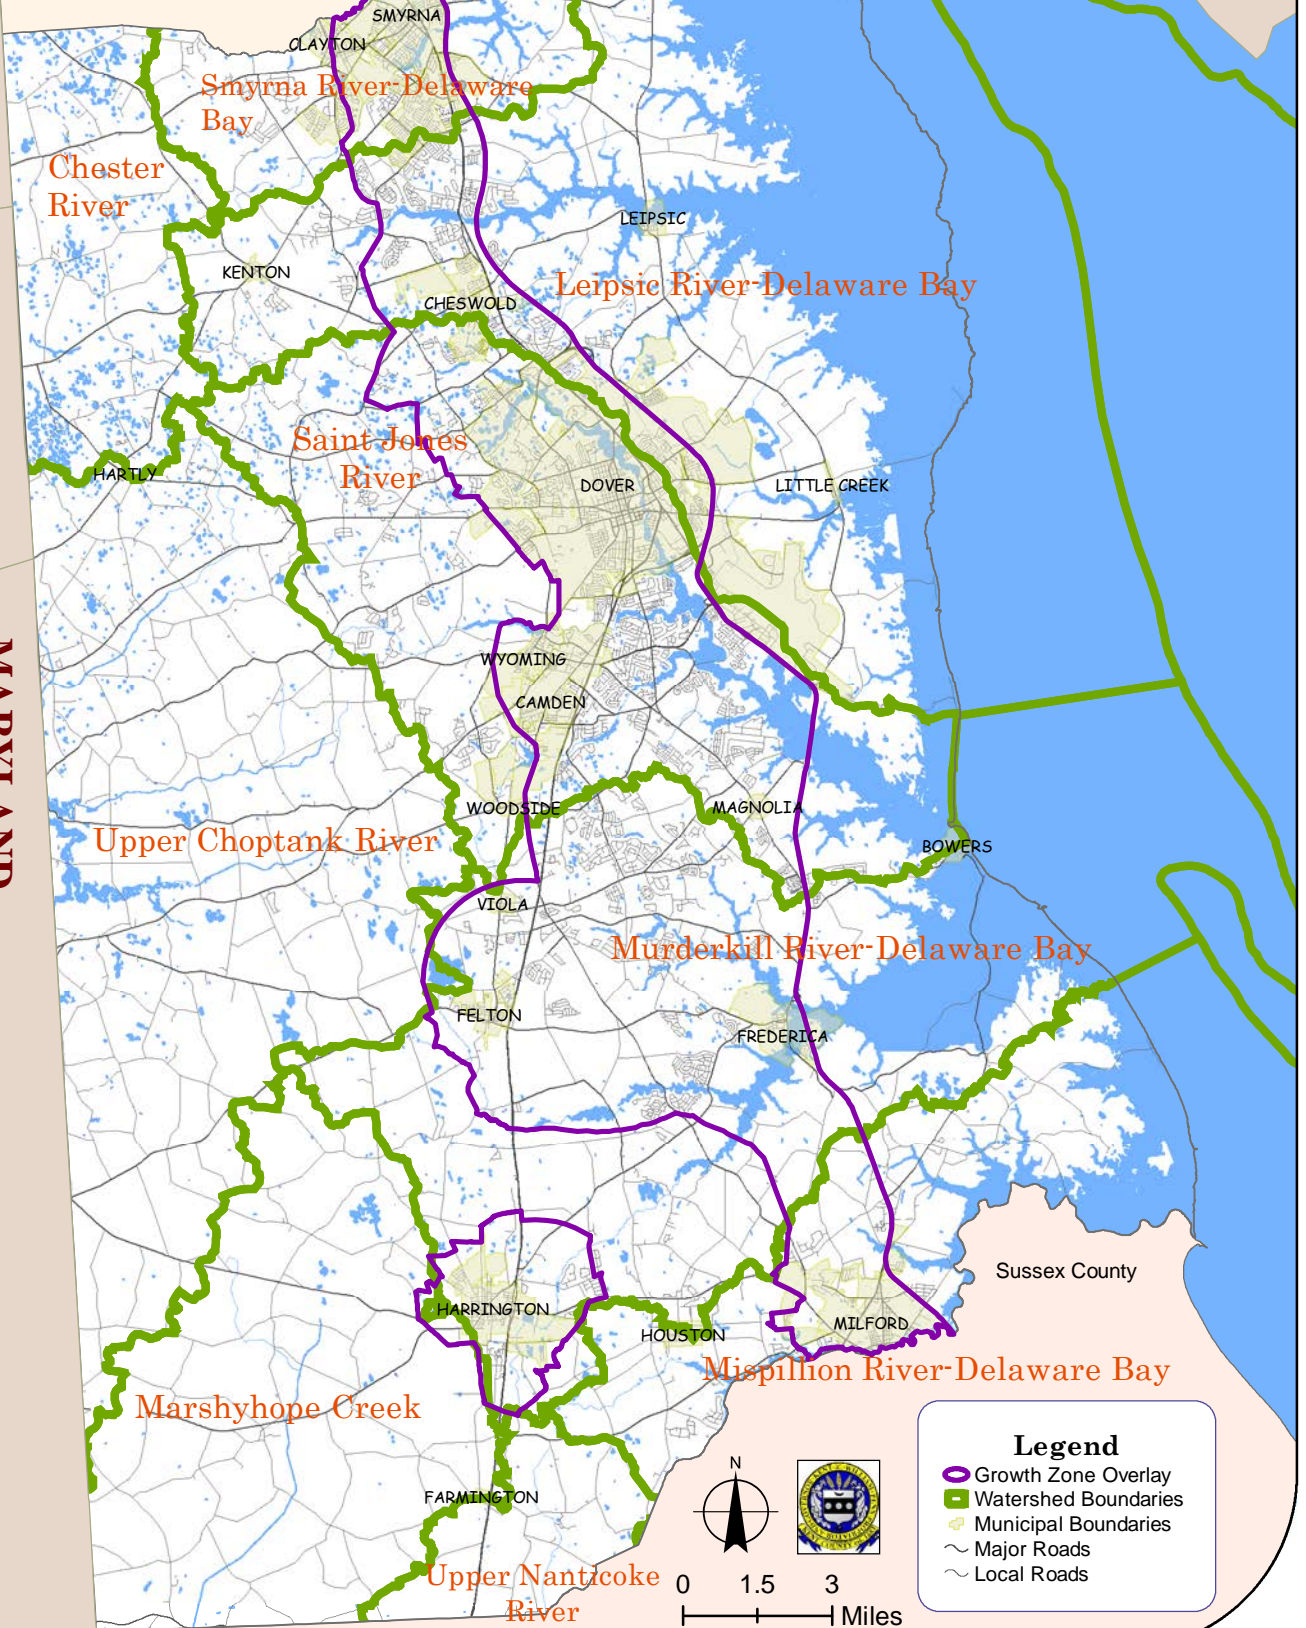 SMYRNA
CLAYTON
Smyrna River-Delaware
Bay
Chester
River
LEIPSIC
KENTON
Leipsic River-Delaware Bay
CHESWOLD
Saint Jones
River
HARTLY
DOVER
LITTLE CREEK
MARYLAND
WYOMING
CAMDEN
WOODSIDE
MAGNOLIA
Upper Choptank River
BOWERS
VIOLA
Murderkill River-Delaware Bay
FELTON
FREDERICA
Sussex County
HARRINGTON
MILFORD
HOUSTON
Mispillion River-Delaware Bay
Marshyhope Creek
FARMINGTON
Upper Nanticoke
River
N
0 1.5 3
Miles
Legend
Growth Zone Overlay
Watershed Boundaries
Municipal Boundaries
Major Roads
Local Roads